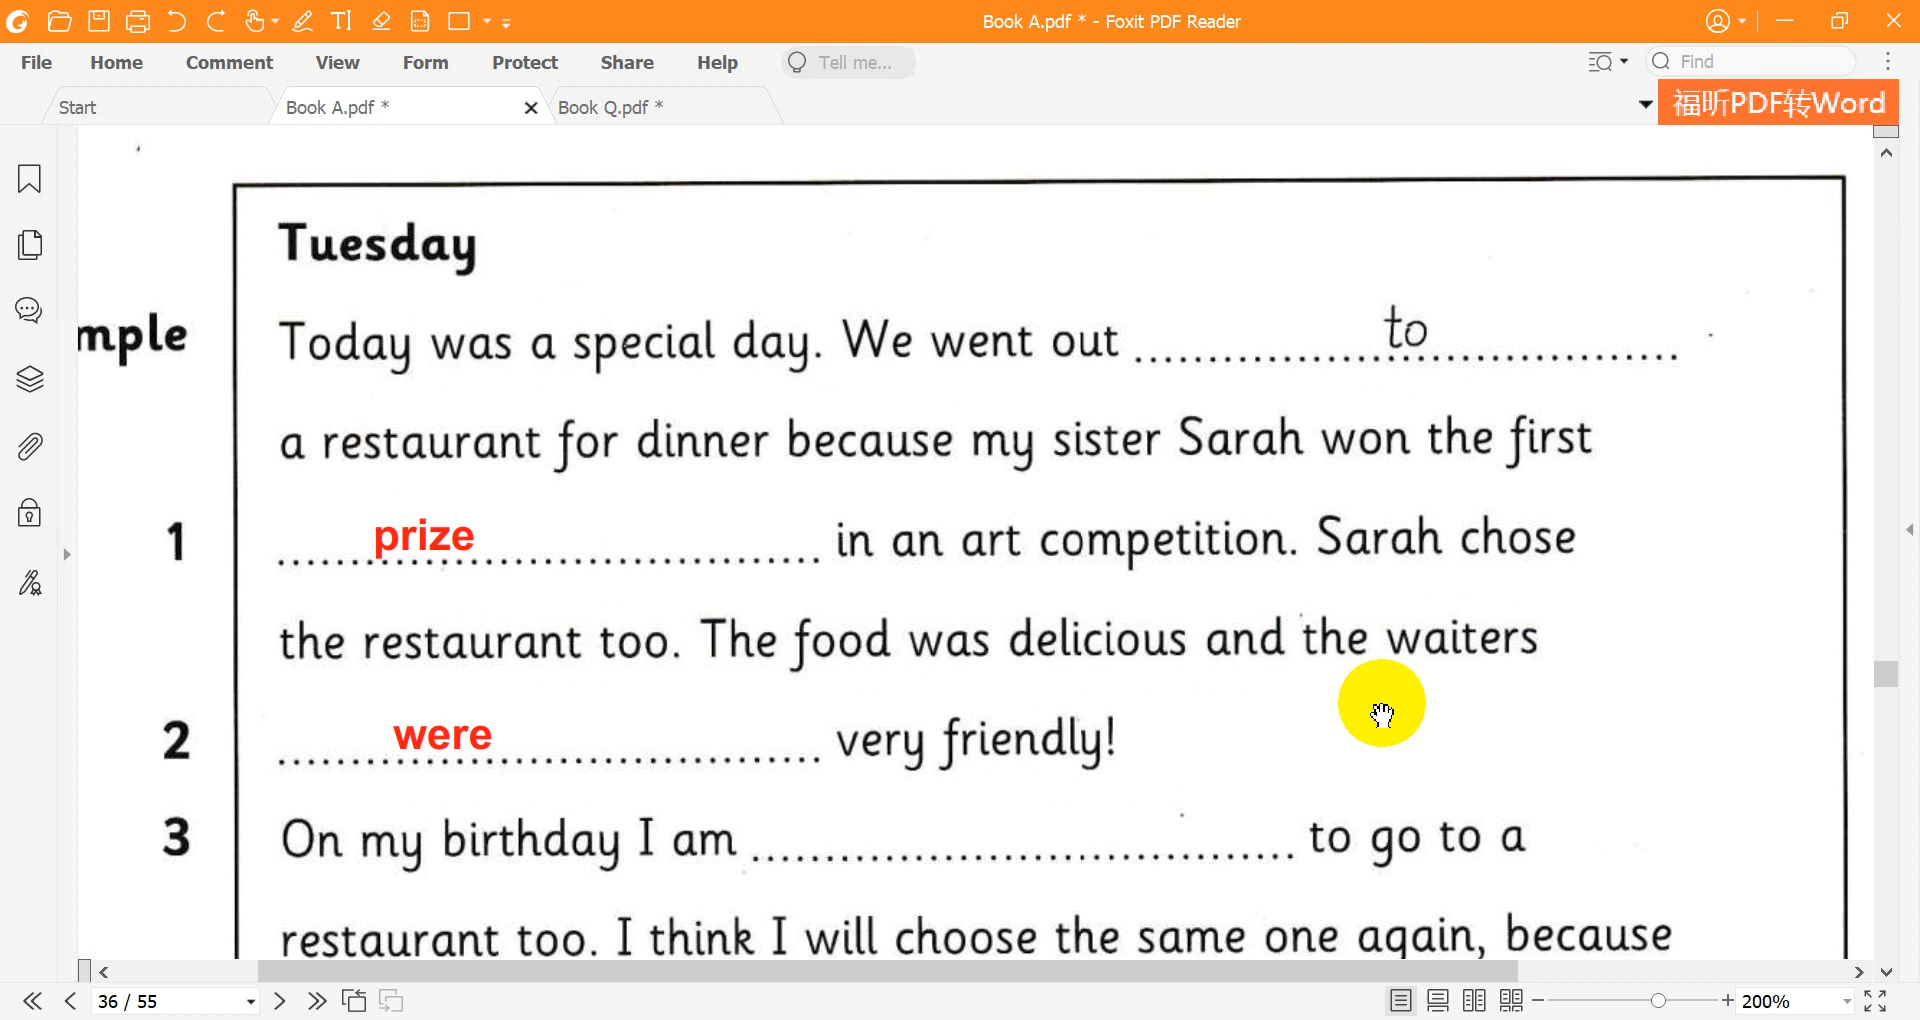 Book A.pdf * - Foxit PDF Reader
File Home Comment View Form Protect Share Help Tell me... Find
Start Book A.pdf * Book Q.pdf * 福昕PDF转Word
Tuesday
mple Today was a special day. We went out to
a restaurant for dinner because my sister Sarah won the first
1 prize in an art competition. Sarah chose
the restaurant too. The food was delicious and the waiters
2 were very friendly!
3 On my birthday I am to go to a
restaurant too. I think I will choose the same one again, because
36 / 55 200%